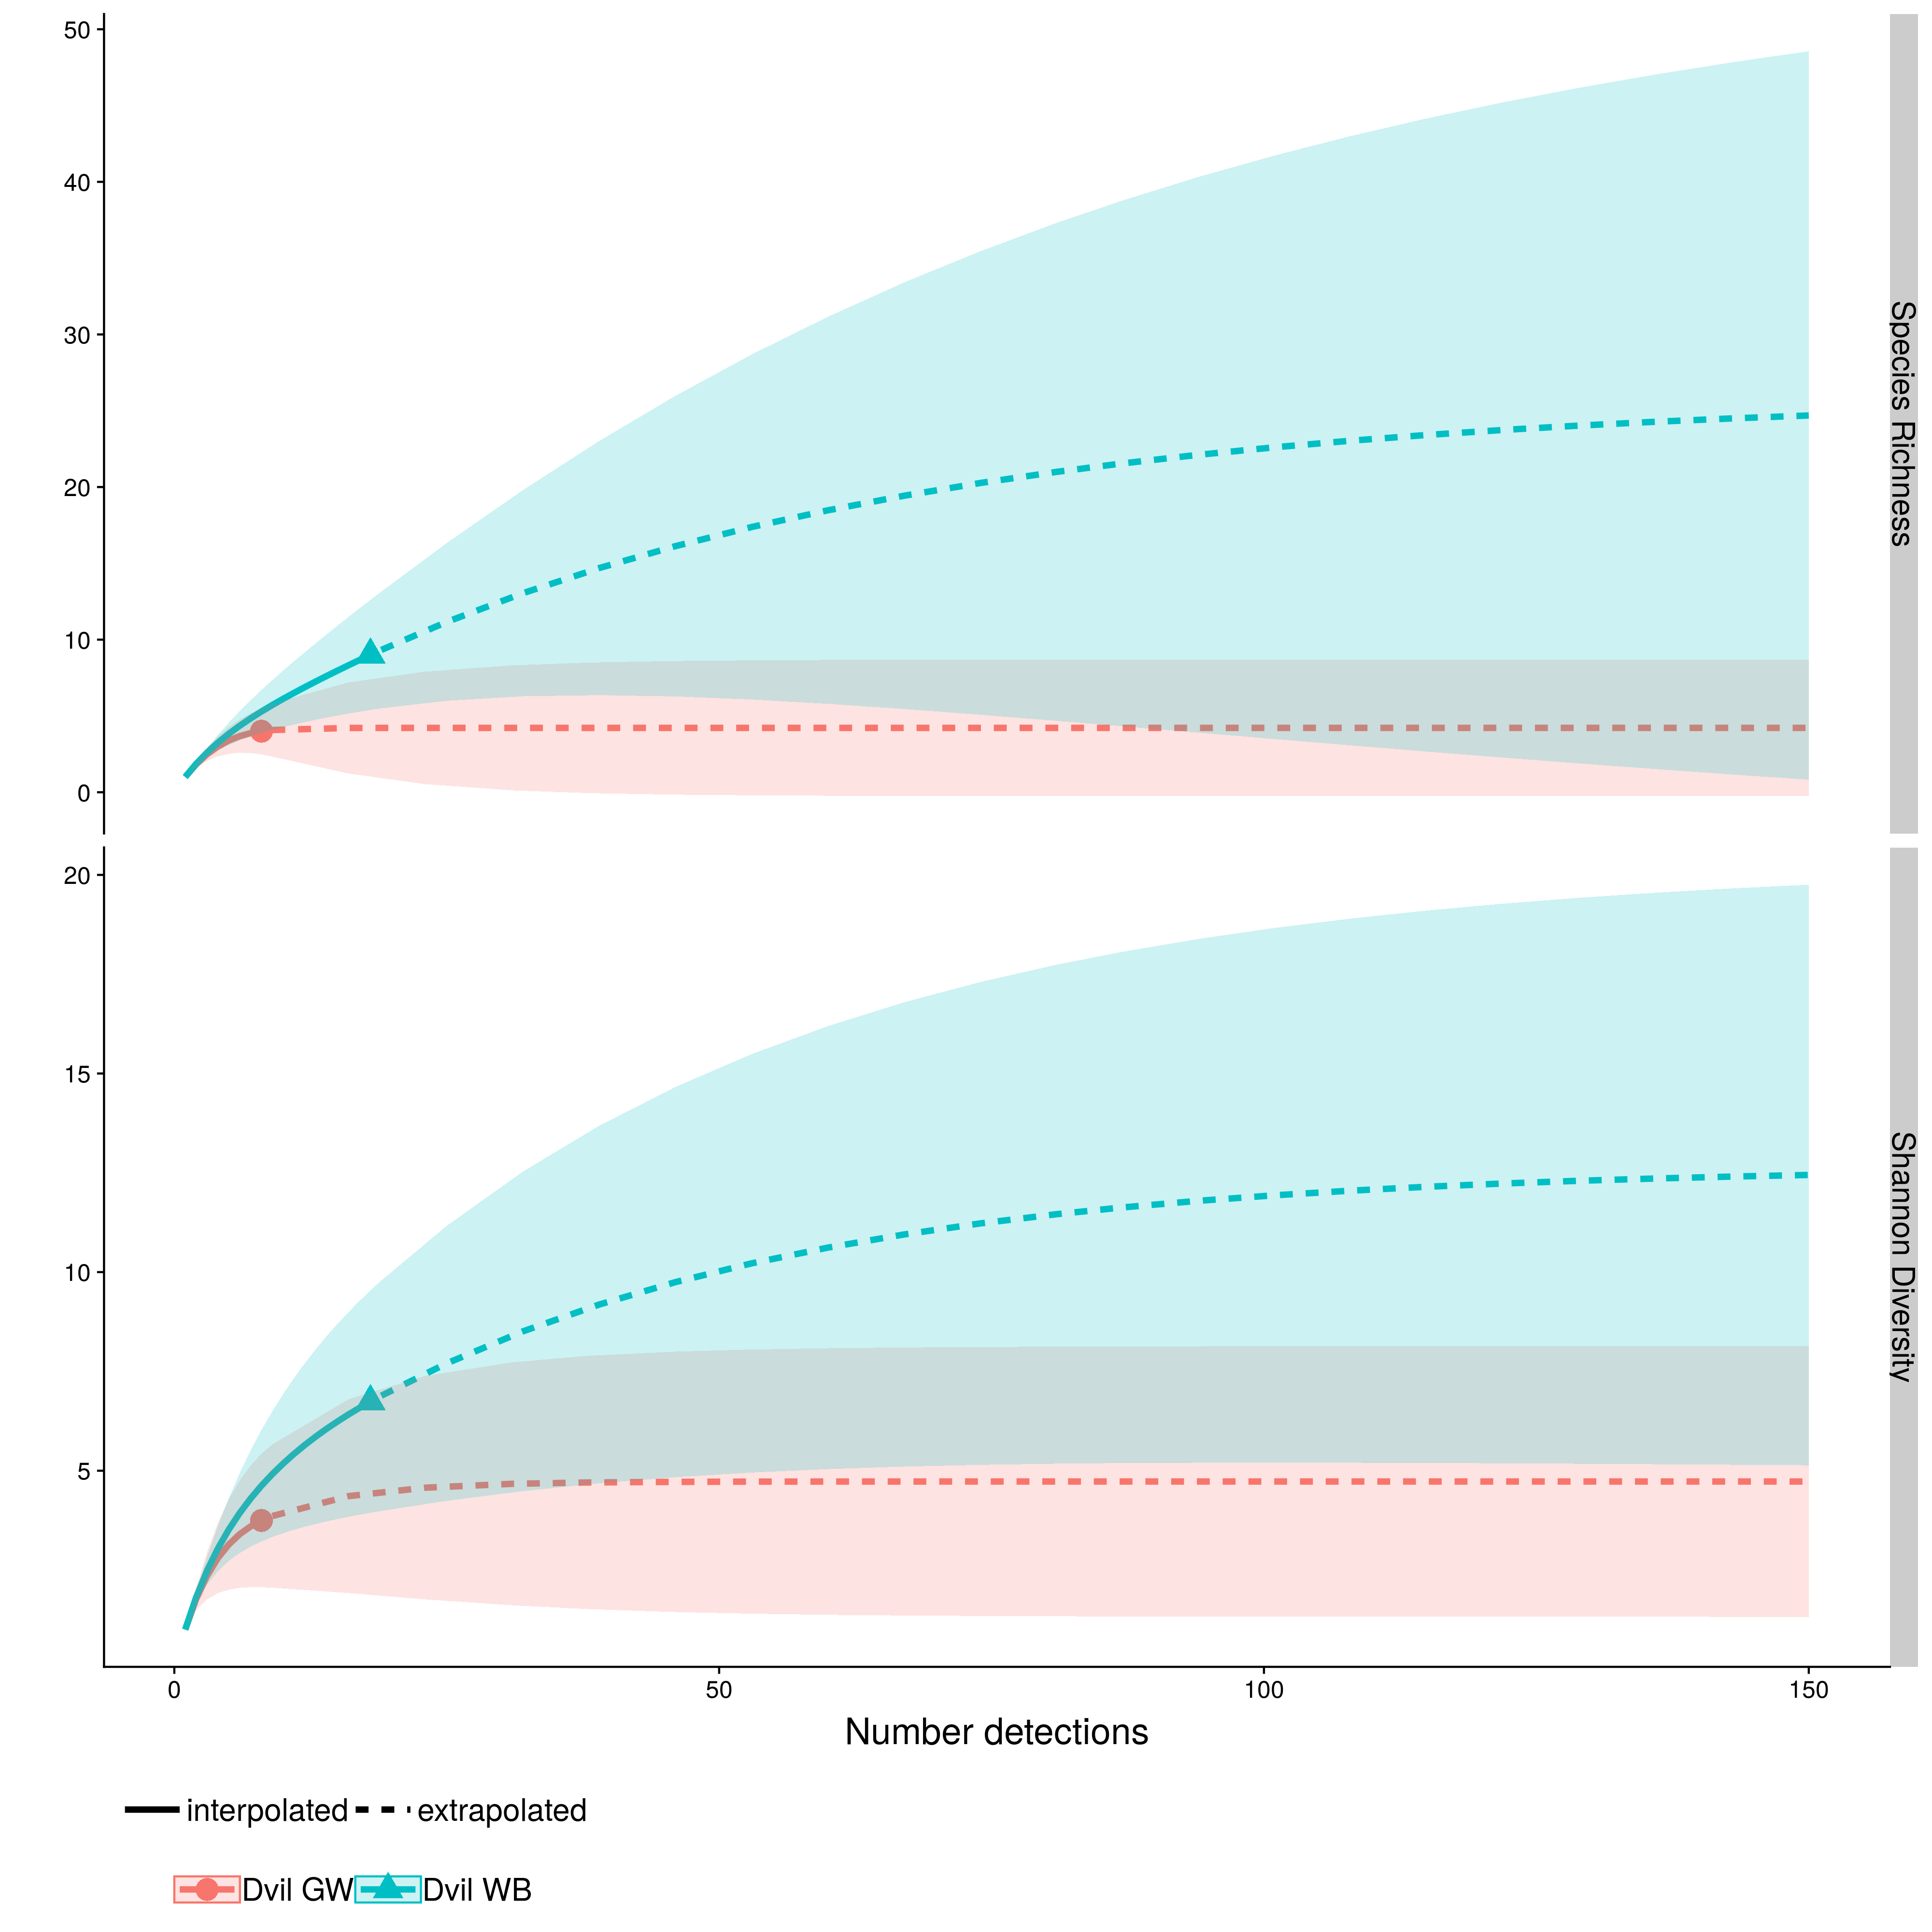 50
40
30
20
10
0
Species Richness
20
15
10
5
Shannon Diversity
0 50 100 150
Number detections
interpolated extrapolated
Dvil GW Dvil WB